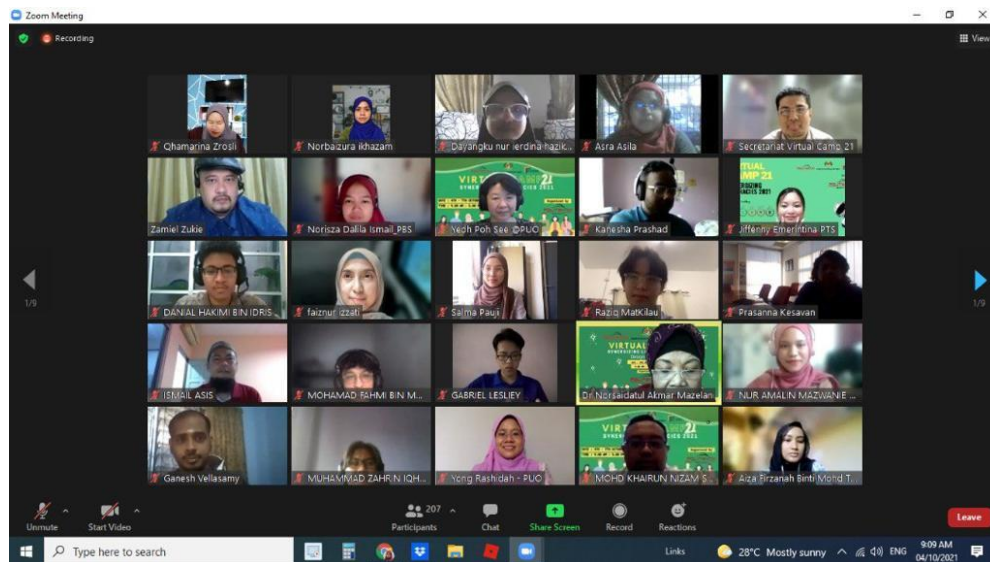 Zoom Meeting
Recording
View
Qhamarina Zrosli
Norbaizura ikhazam
Dayangku nur ierdina hazik...
Asra Asila
Secretariat Virtual Camp 21
Zamiel Zukie
Norisza Dalila Ismail_PBS
Yeoh Poh See @PUO
Kanesha Prashad
Jiffenny Emerintina-PTS
DANIAL HAKIMI BIN IDRIS
faiznur izzati
Salma Pauji
Raziq MatKilau
Prasanna Kesavan
1/9
1/9
ISMAIL ASIS
MOHAMAD FAHMI BIN M...
GABRIEL LESLIEY
Dr Norsaidatul Akmar Mazelan
NUR AMALIN MAZWANIE ...
Ganesh Vellasamy
MUHAMMAD ZAHRIN IQH...
Yong Rashidah - PUO
MOHD KHAIRUN NIZAM S...
Aiza Firzanah Binti Mohd T...
Unmute
Start Video
207
Participants
Chat
Share Screen
Record
Reactions
Leave
Type here to search
Links
28°C Mostly sunny
ENG
9:09 AM
04/10/2021